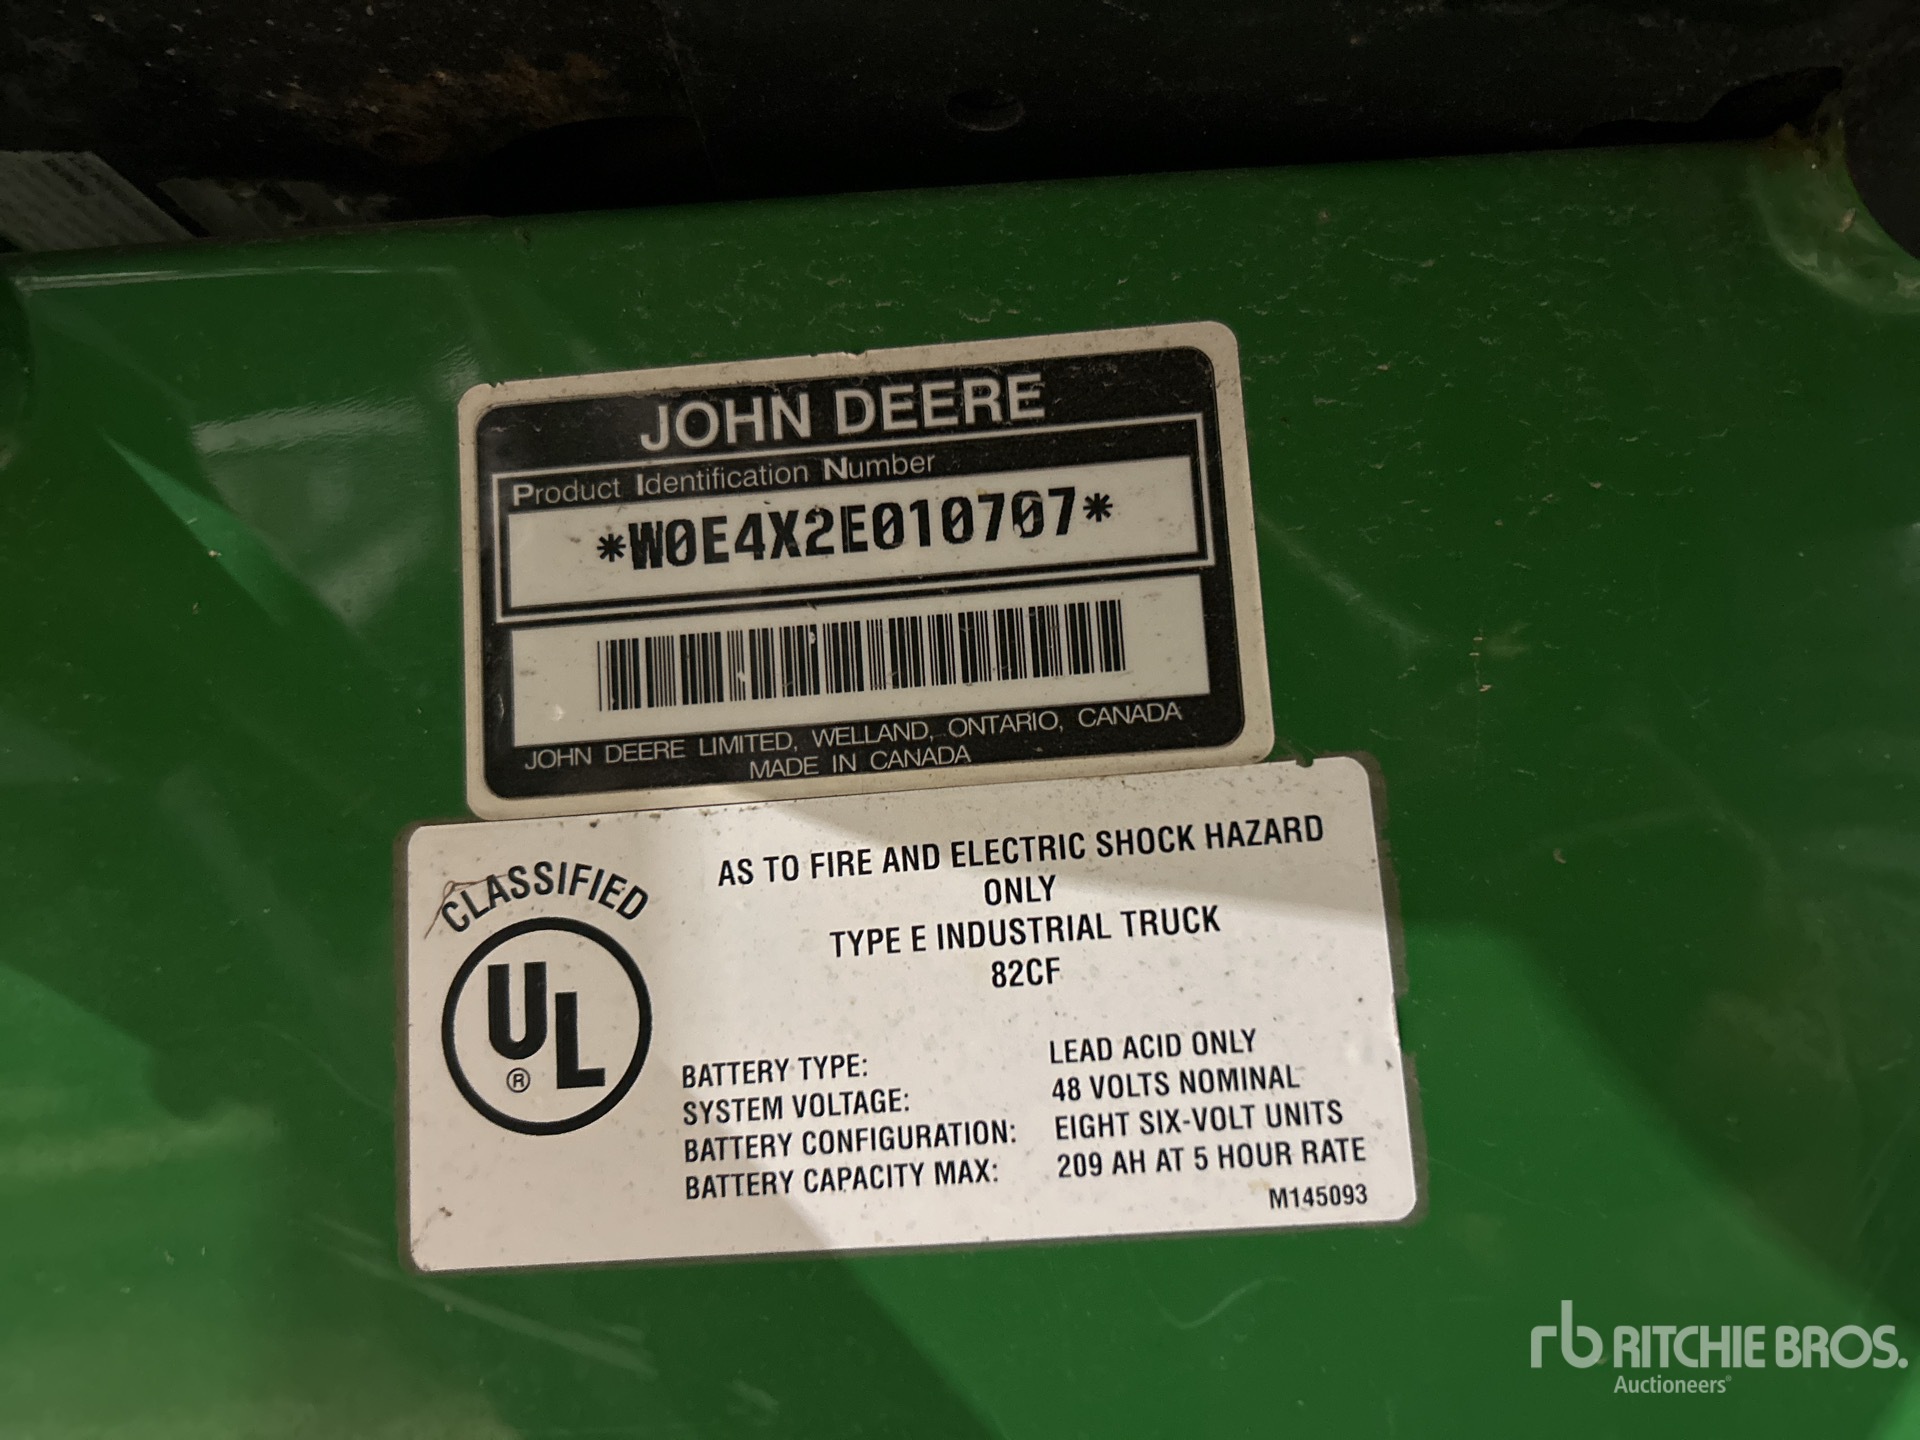 JOHN DEERE
Product Identification Number
*W0E4X2E010707*
JOHN DEERE LIMITED, WELLAND, ONTARIO, CANADA
MADE IN CANADA
CLASSIFIED
UL
®
AS TO FIRE AND ELECTRIC SHOCK HAZARD
ONLY
TYPE E INDUSTRIAL TRUCK
82CF
BATTERY TYPE: LEAD ACID ONLY
SYSTEM VOLTAGE: 48 VOLTS NOMINAL
BATTERY CONFIGURATION: EIGHT SIX-VOLT UNITS
BATTERY CAPACITY MAX: 209 AH AT 5 HOUR RATE
M145093
rb RITCHIE BROS.
Auctioneers®